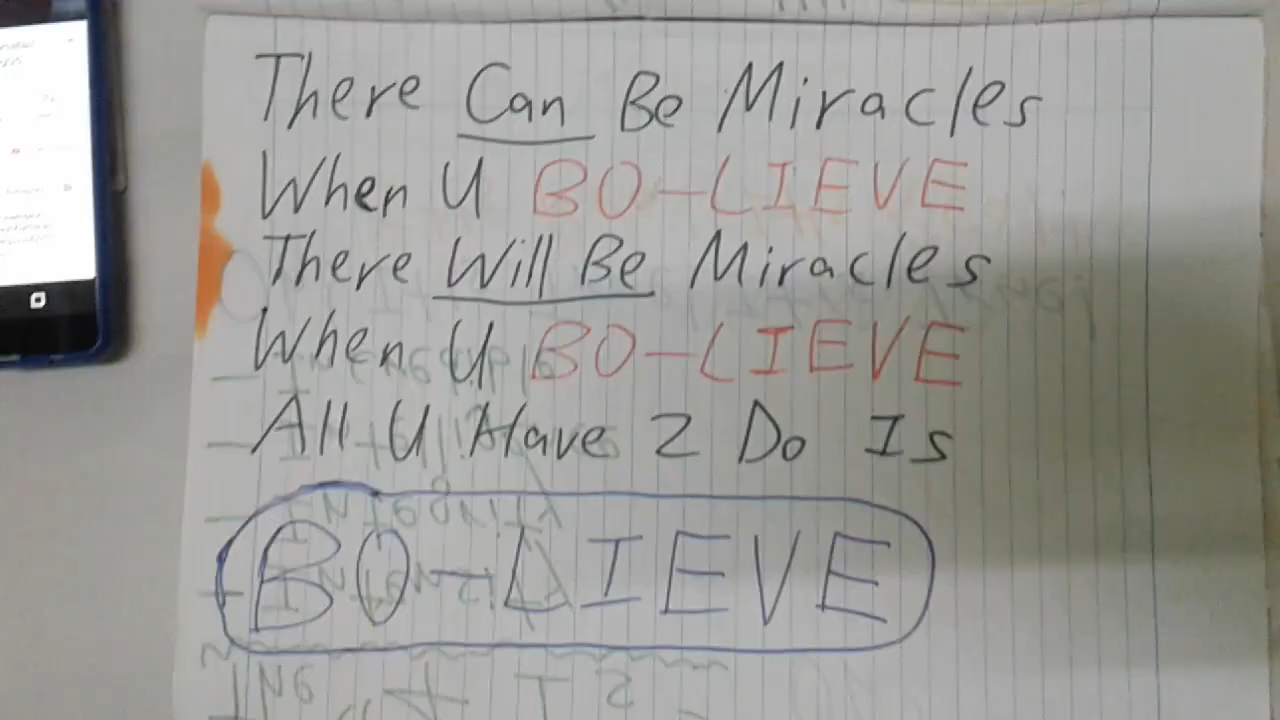 There Can Be Miracles
When U BO-LIEVE
There Will Be Miracles
When U BO-LIEVE
All U Have 2 Do Is
BO-LIEVE